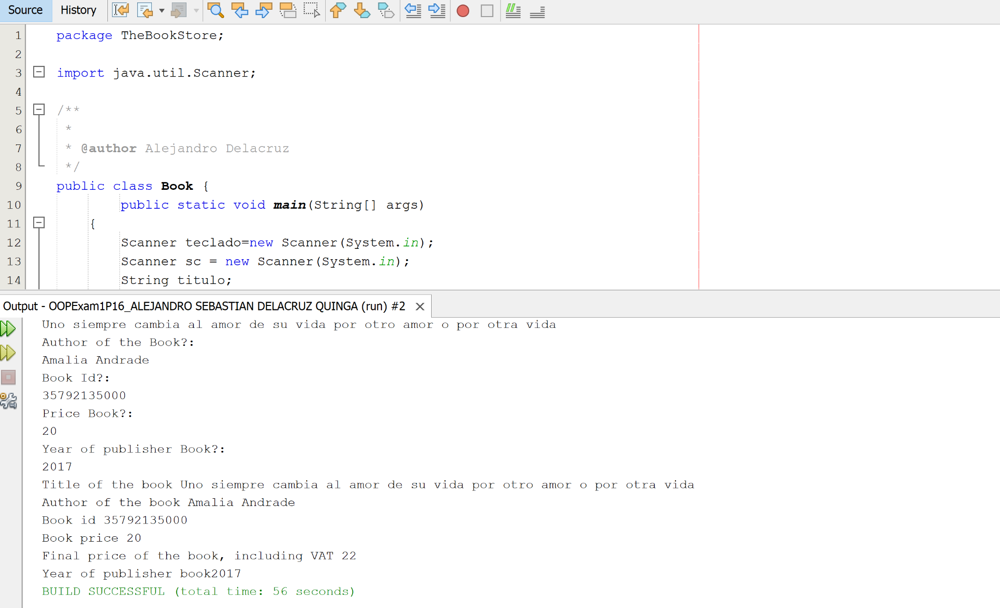 Source History
1 package TheBookStore;
2
3 import java.util.Scanner;
4
5 /**
6 *
7 * @author Alejandro Delacruz
8 */
9 public class Book {
10 public static void main(String[] args)
11 {
12 Scanner teclado=new Scanner(System.in);
13 Scanner sc = new Scanner(System.in);
14 String titulo;
Output - OOPExam1P16_ALEJANDRO SEBASTIAN DELACRUZ QUINGA (run) #2
Uno siempre cambia al amor de su vida por otro amor o por otra vida
Author of the Book?:
Amalia Andrade
Book Id?:
35792135000
Price Book?:
20
Year of publisher Book?:
2017
Title of the book Uno siempre cambia al amor de su vida por otro amor o por otra vida
Author of the book Amalia Andrade
Book id 35792135000
Book price 20
Final price of the book, including VAT 22
Year of publisher book2017
BUILD SUCCESSFUL (total time: 56 seconds)